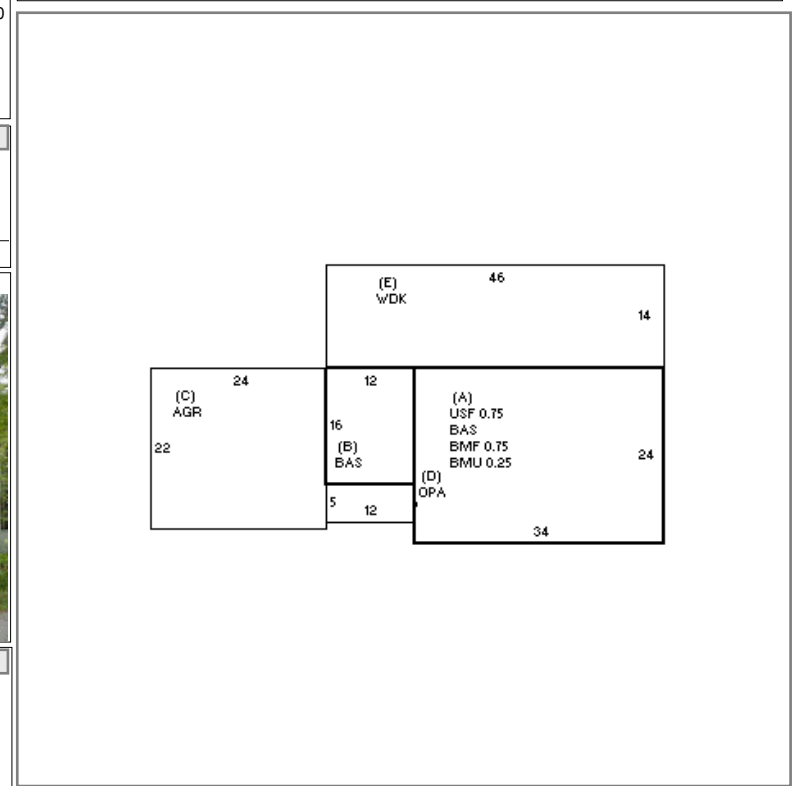 46
(E)
WDK
14
24
(C)
AGR
22
12
16
(B)
BAS
(A)
USF 0.75
BAS
BMF 0.75
BMU 0.25
24
(D)
OPA
5
12
34